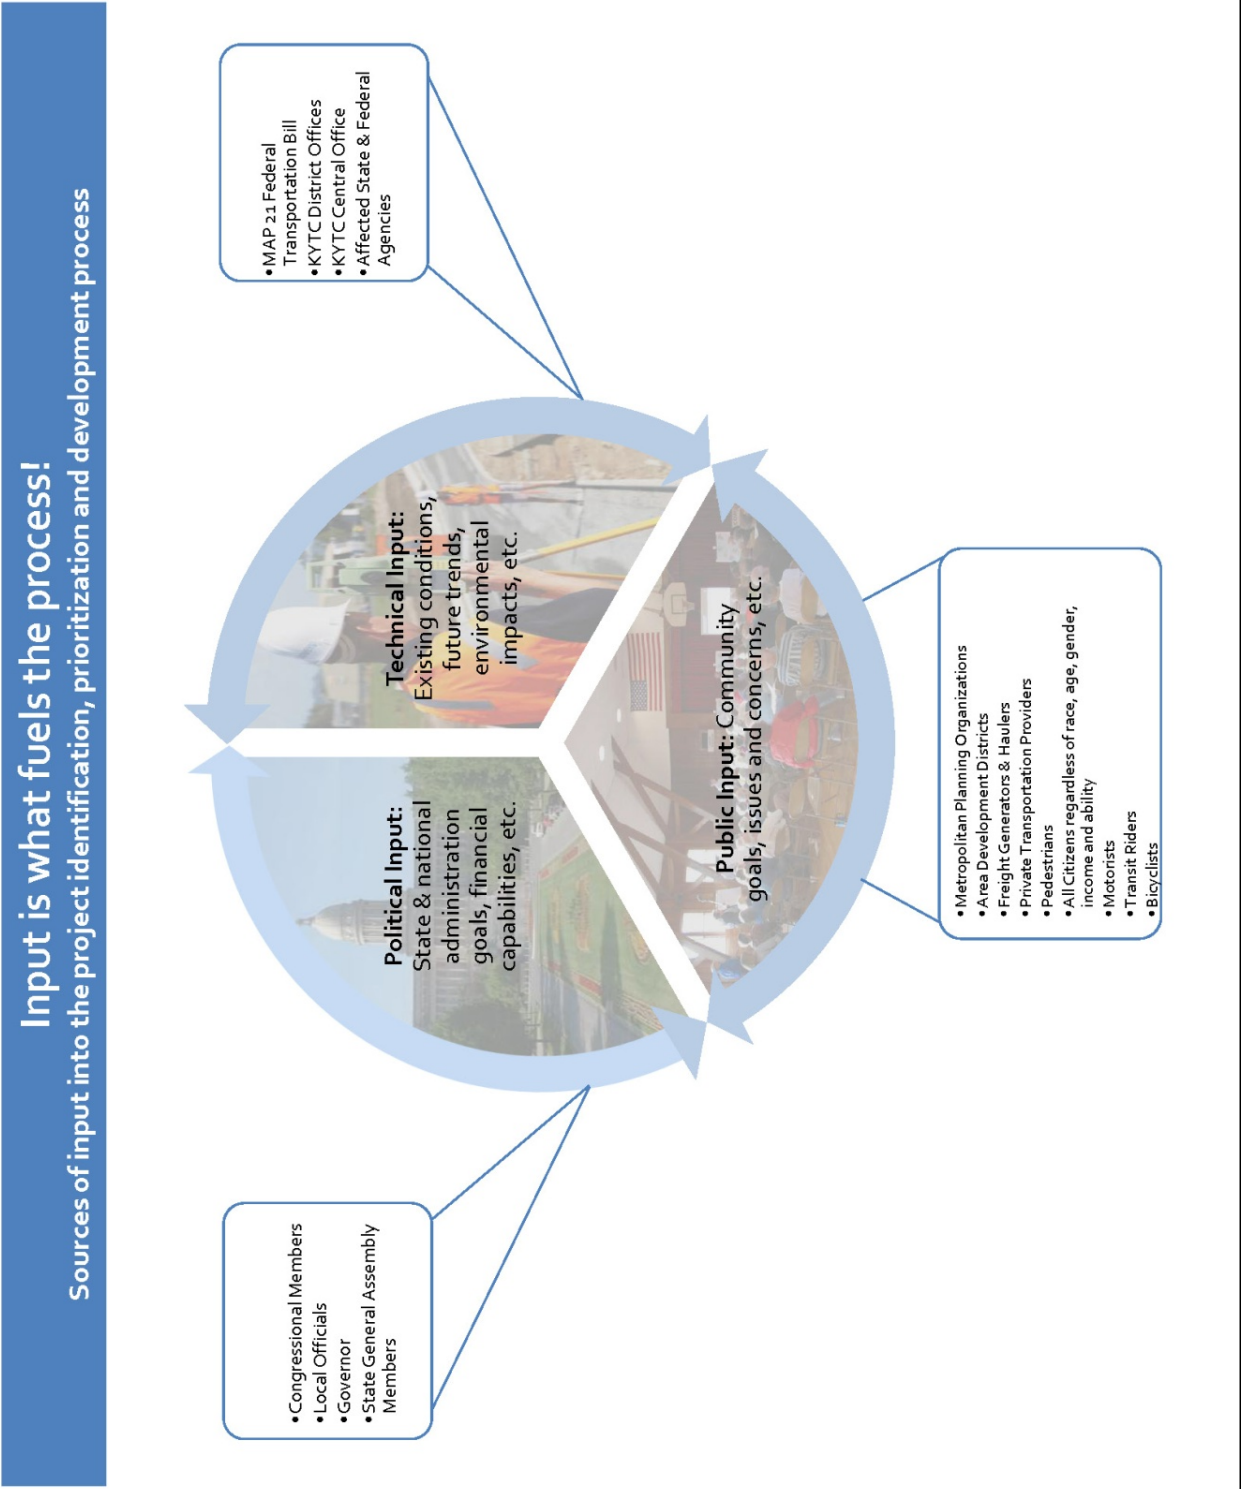 Input is what fuels the process!
Sources of input into the project identification, prioritization and development process
•Congressional Members
•Local Officials
•Governor
•State General Assembly
Members
Political Input:
State & national
administration
goals, financial
capabilities, etc.
Technical Input:
Existing conditions,
future trends,
environmental
impacts, etc.
•MAP 21 Federal
Transportation Bill
•KYTC District Offices
•KYTC Central Office
•Affected State & Federal
Agencies
Public Input: Community
goals, issues and concerns, etc.
•Metropolitan Planning Organizations
•Area Development Districts
•Freight Generators & Haulers
•Private Transportation Providers
•Pedestrians
•All Citizens regardless of race, age, gender,
income and ability
•Motorists
•Transit Riders
•Bicyclists